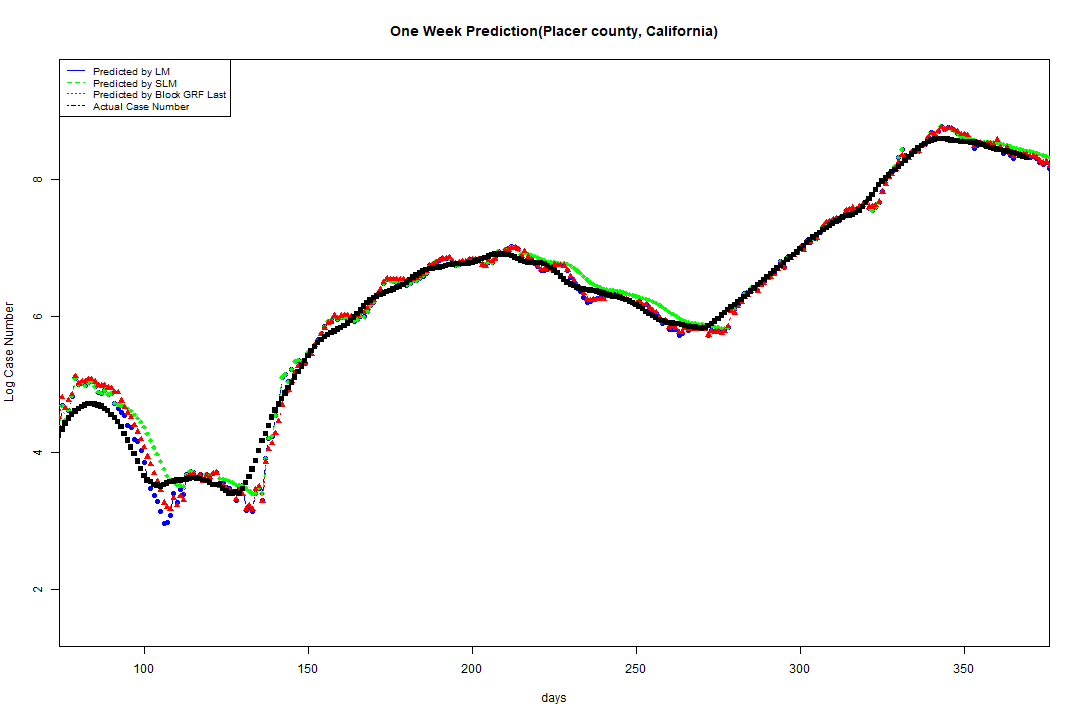 One Week Prediction(Placer county, California)
Predicted by LM
Predicted by SLM
Predicted by Block GRF Last
Actual Case Number
8
6
4
2
Log Case Number
100 150 200 250 300 350
days